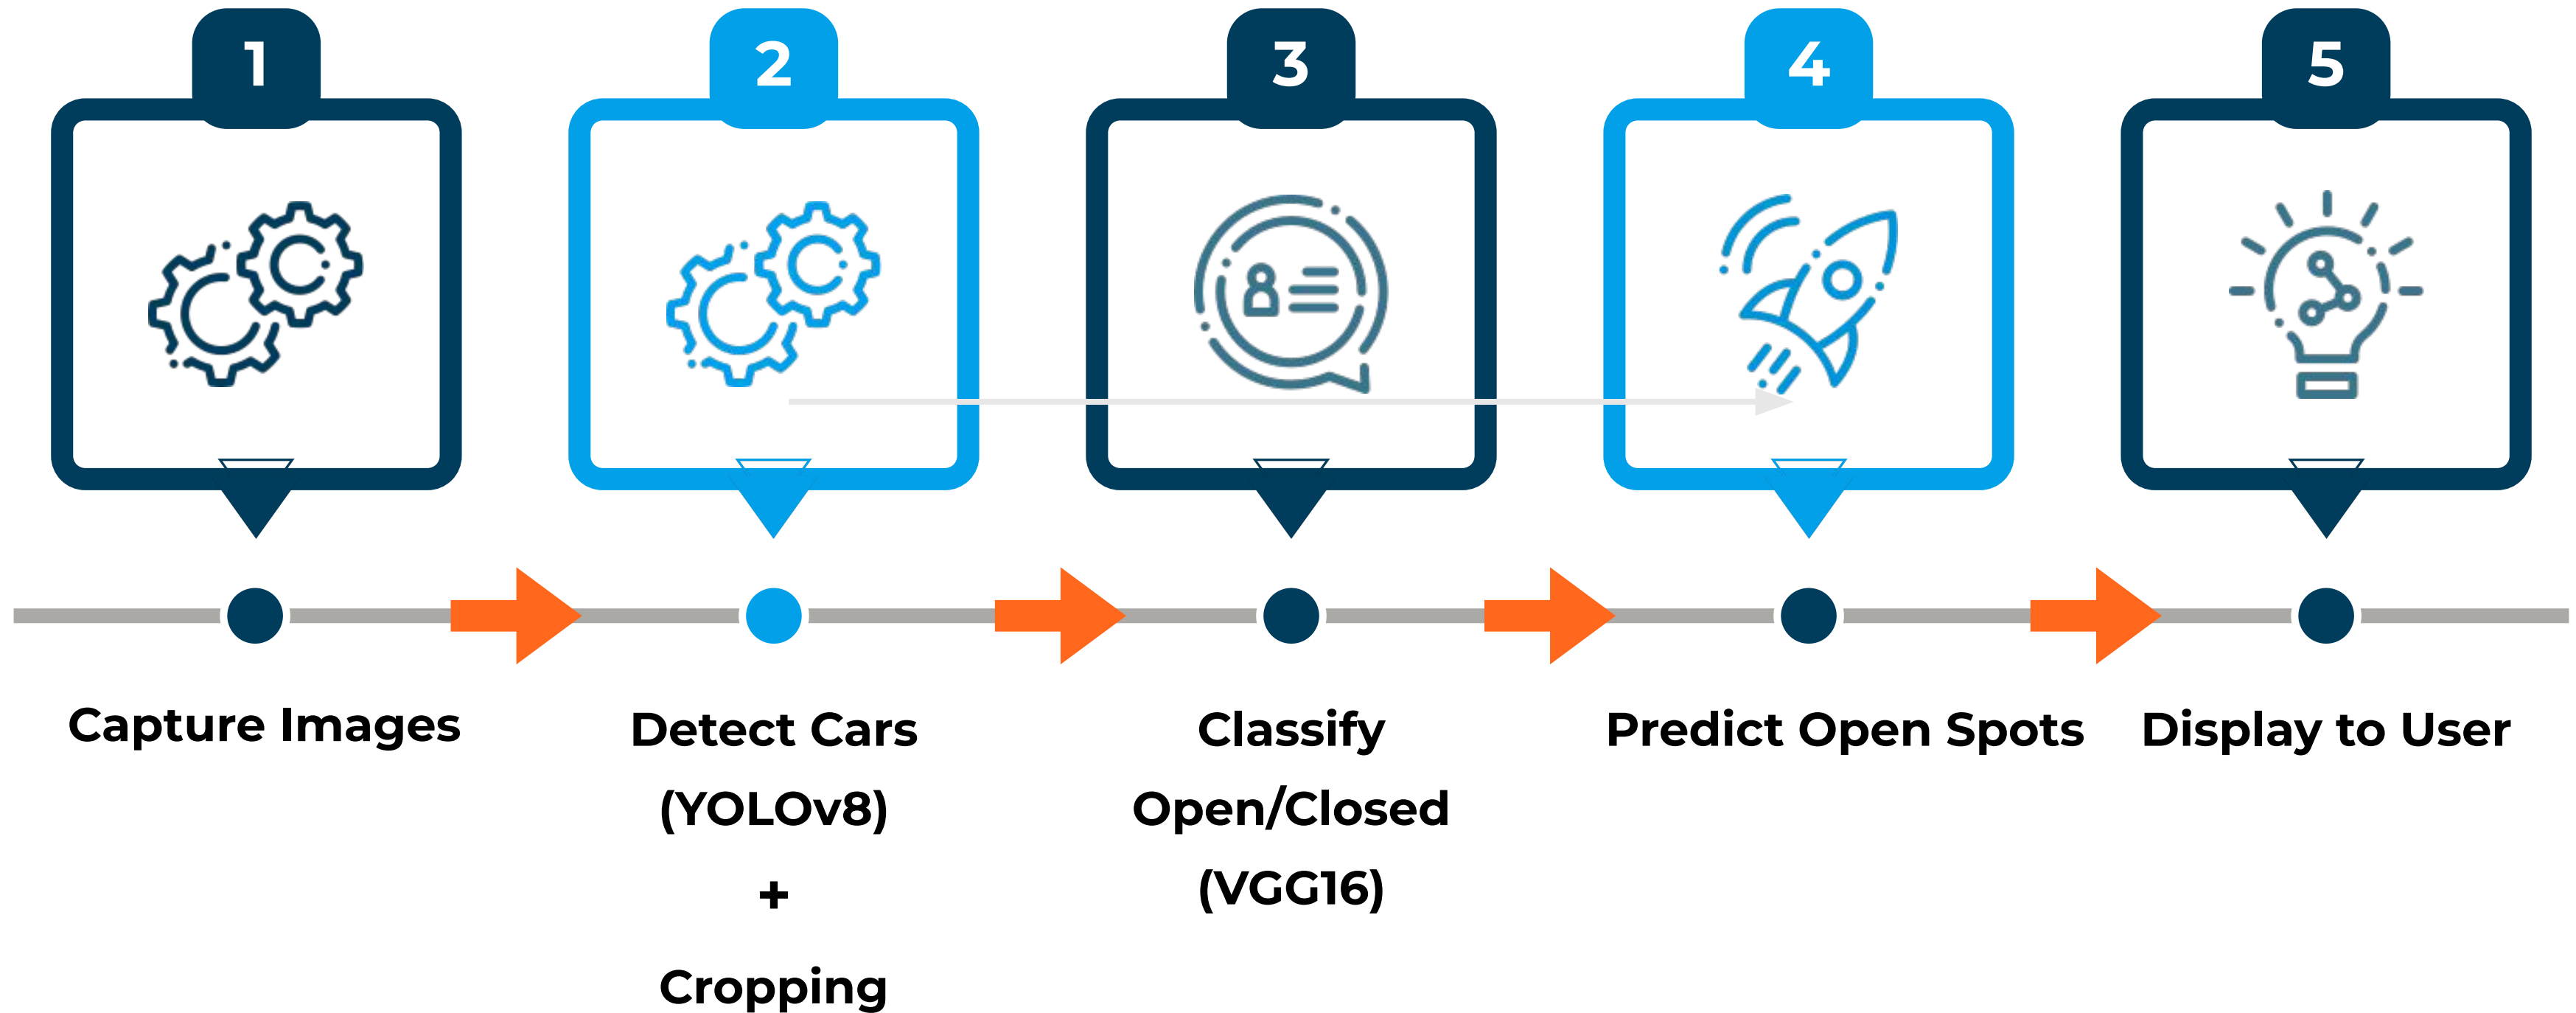 1
2
3
4
5
Capture Images
Detect Cars
(YOLOv8)
+
Cropping
Classify
Open/Closed
(VGG16)
Predict Open Spots
Display to User